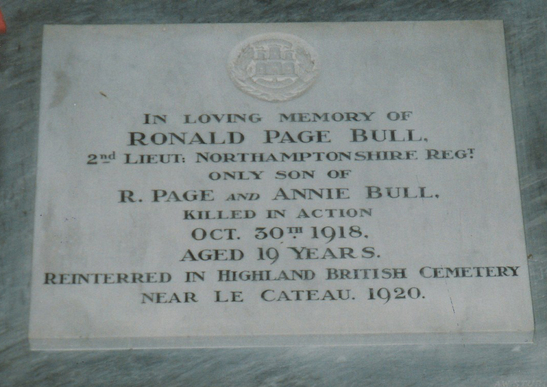 IN LOVING MEMORY OF
RONALD PAGE BULL.
2nd LIEUT: NORTHAMPTONSHIRE REGT
ONLY SON OF
R. PAGE AND ANNIE BULL.
KILLED IN ACTION
OCT. 30TH 1918.
AGED 19 YEARS.
REINTERRED IN HIGHLAND BRITISH CEMETERY
NEAR LE CATEAU. 1920.